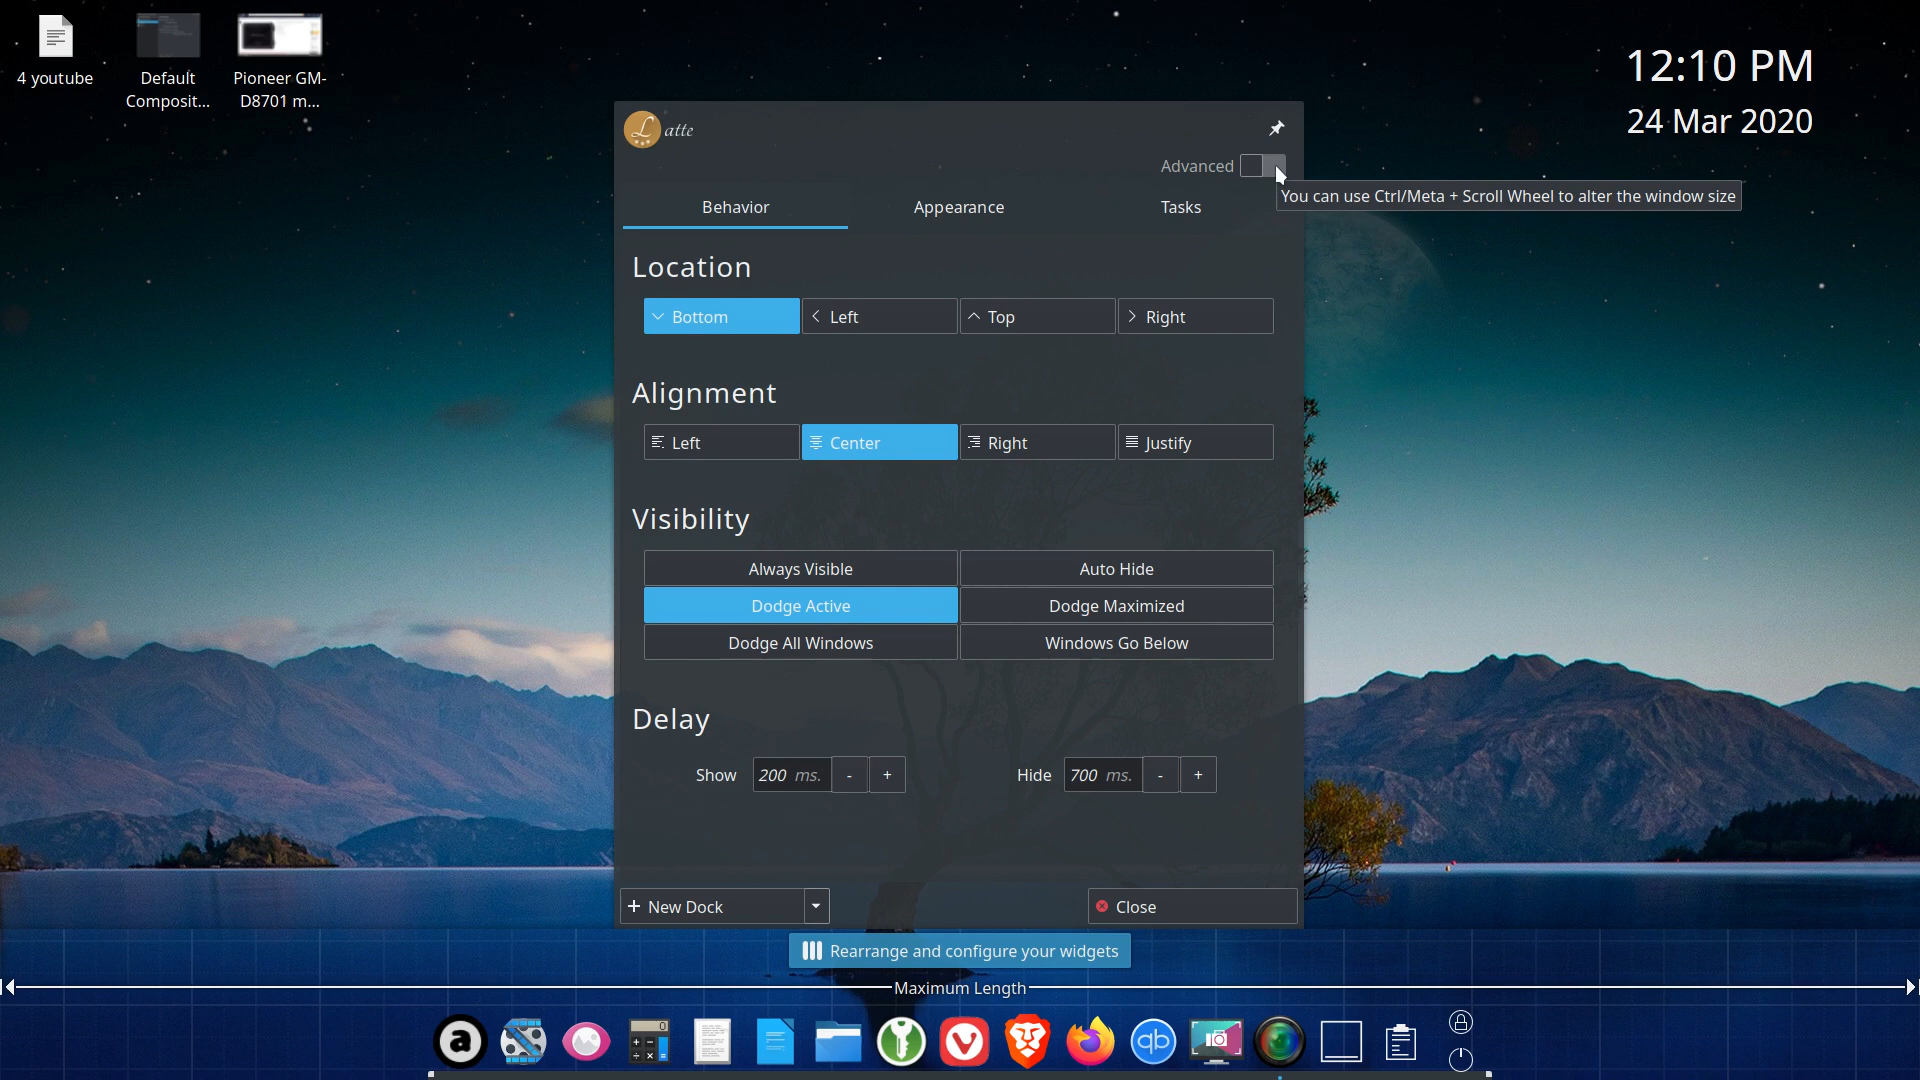 4 youtube
Default
Composit...
Pioneer GM-
D8701 m...
12:10 PM
24 Mar 2020
Latte
Advanced
You can use Ctrl/Meta + Scroll Wheel to alter the window size
Behavior Appearance Tasks
Location
Bottom Left Top Right
Alignment
Left Center Right Justify
Visibility
Always Visible Auto Hide
Dodge Active Dodge Maximized
Dodge All Windows Windows Go Below
Delay
Show 200 ms. - + Hide 700 ms. - +
+ New Dock Close
Rearrange and configure your widgets
Maximum Length
a
0
qb